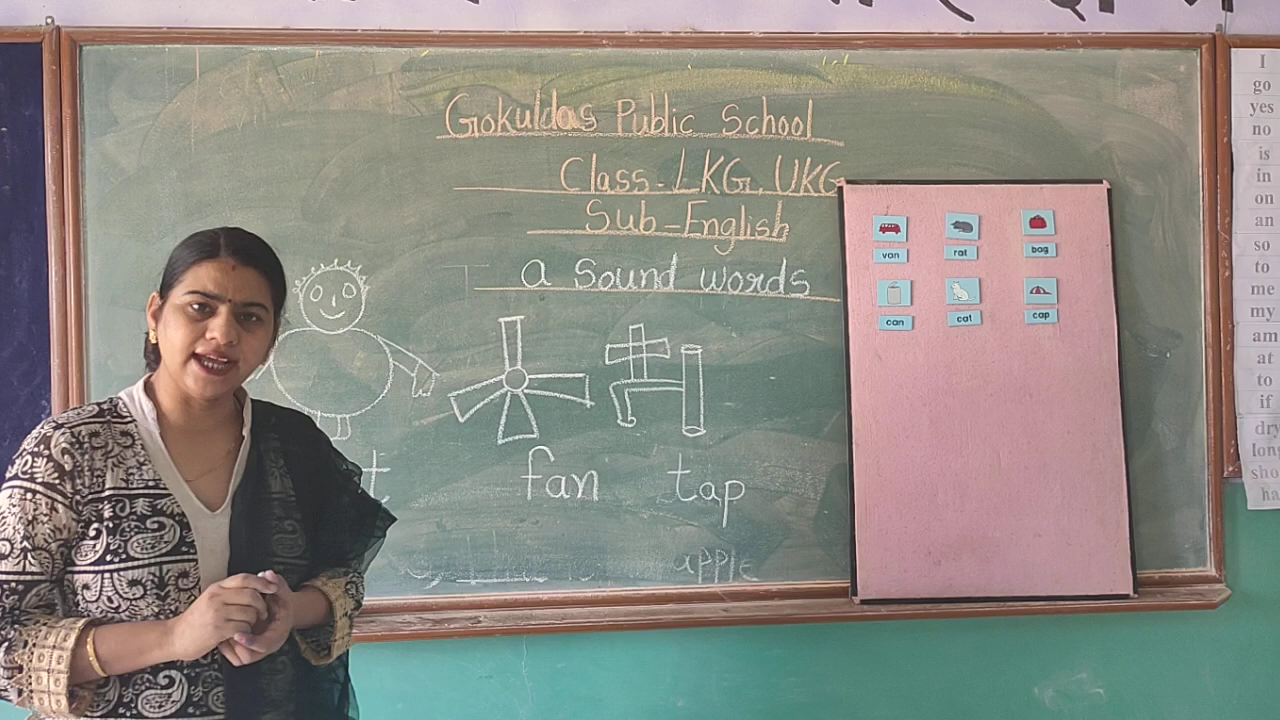 Gokuldas Public School
Class-LKG, UKG
Sub-English
a Sound words
fan tap
apple
van rat bag
can cat cap
I
go
yes
no
is
in
on
an
so
to
me
my
am
at
to
if